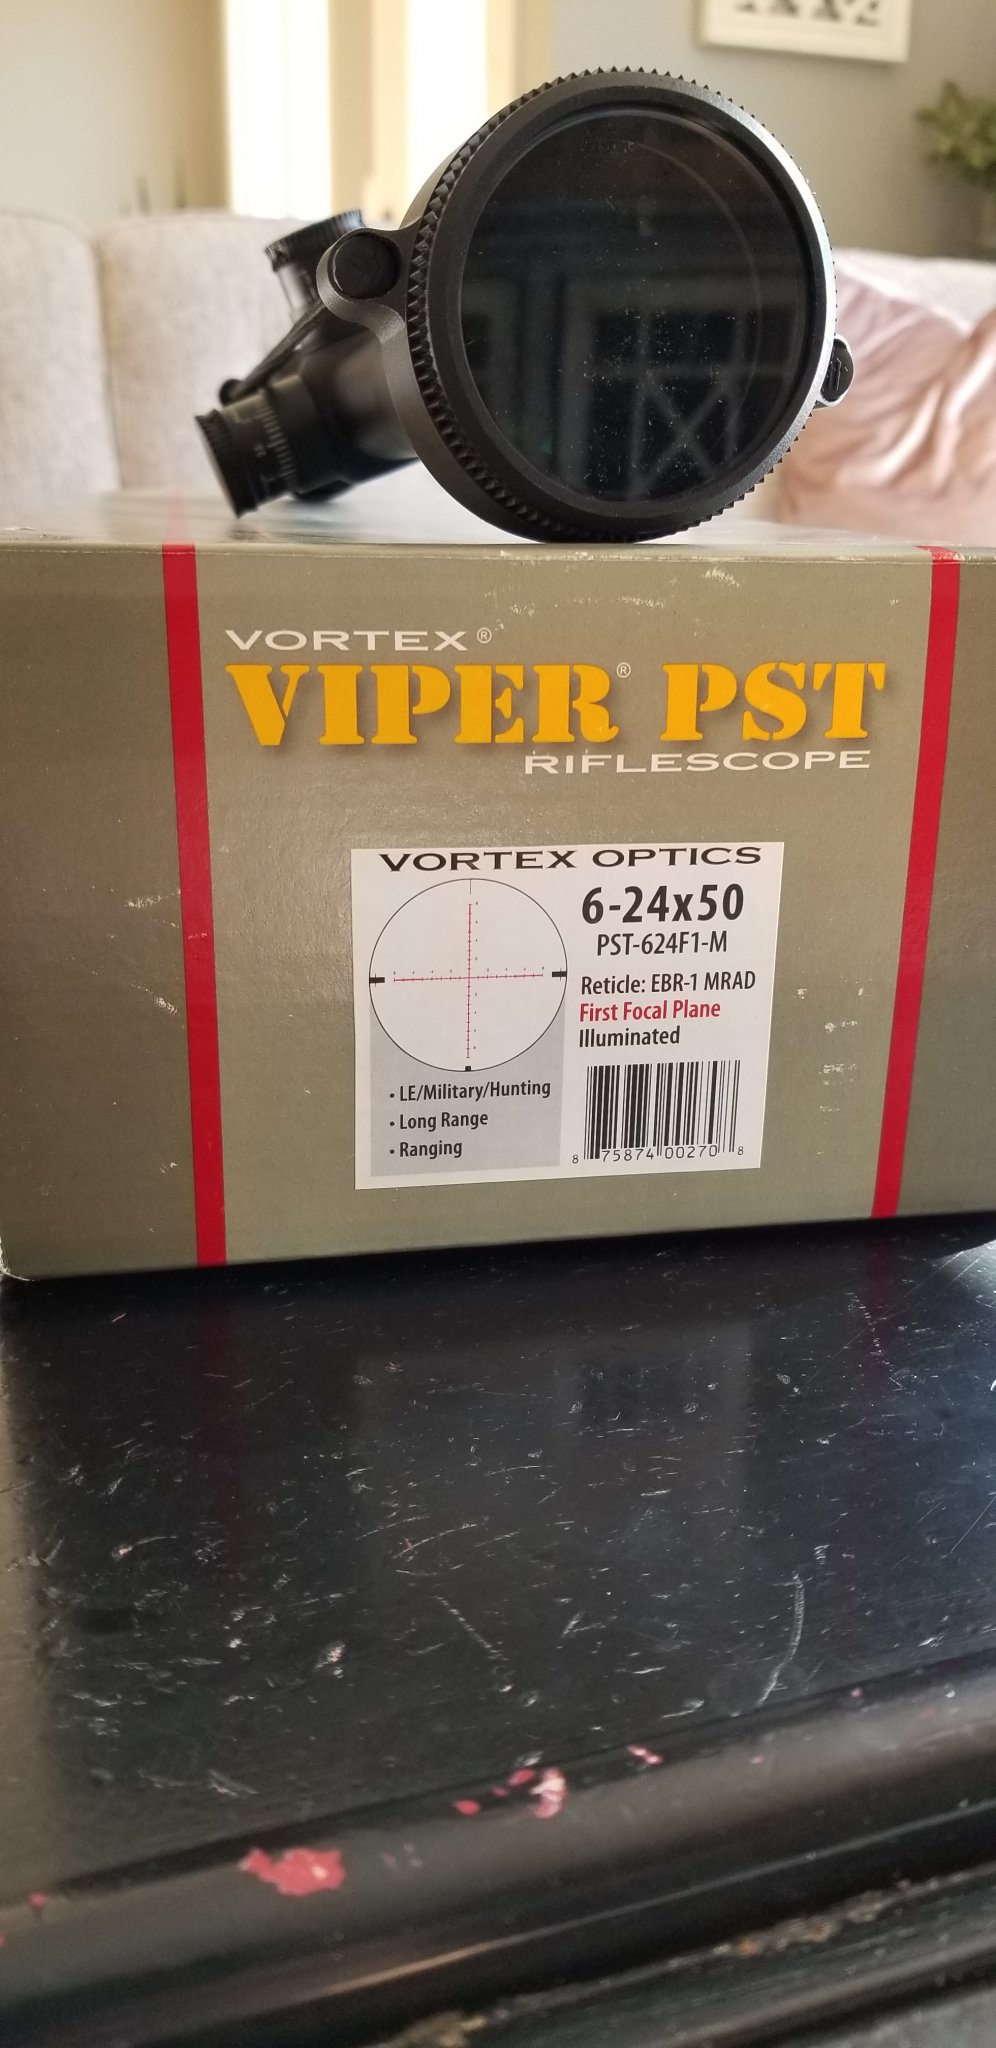 VORTEX®
VIPER® PST
RIFLESCOPE
VORTEX OPTICS
6-24x50
PST-624F1-M
Reticle: EBR-1 MRAD
First Focal Plane
Illuminated
• LE/Military/Hunting
• Long Range
• Ranging
8 75874 00270 8